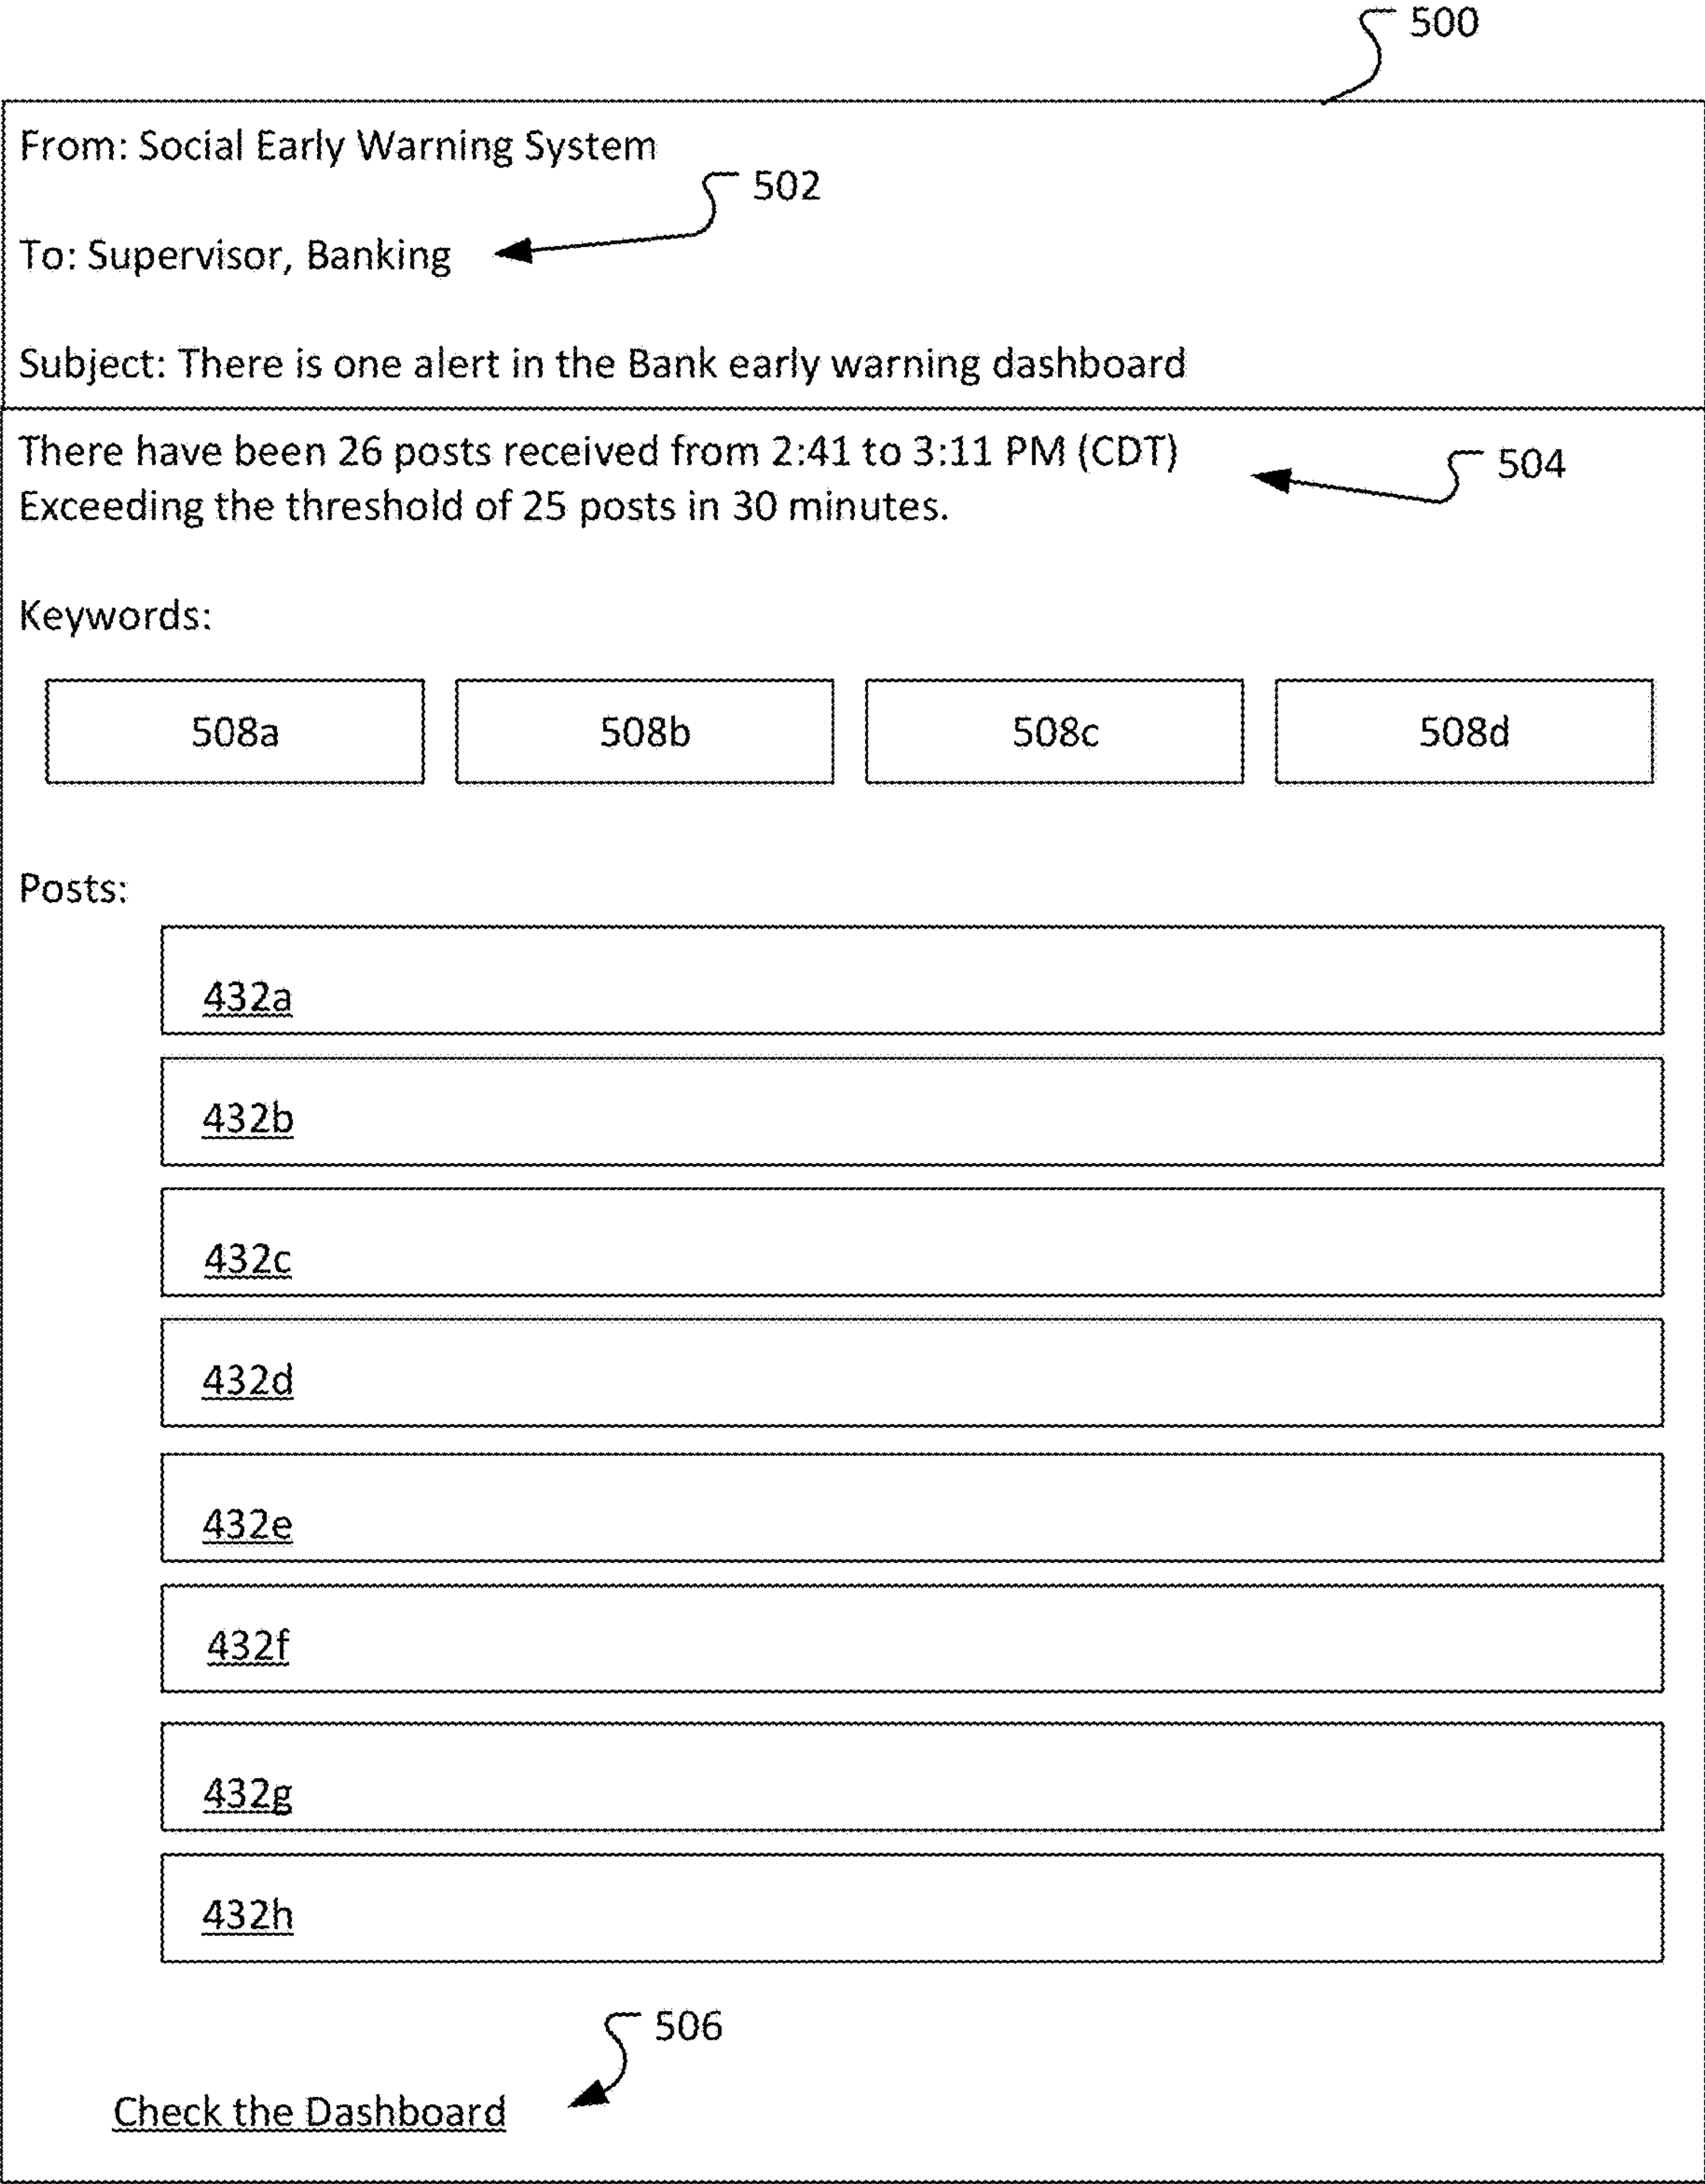 500
From: Social Early Warning System
502
To: Supervisor, Banking
Subject: There is one alert in the Bank early warning dashboard
There have been 26 posts received from 2:41 to 3:11 PM (CDT)
504
Exceeding the threshold of 25 posts in 30 minutes.
Keywords:
508a 508b 508c 508d
Posts:
432a
432b
432c
432d
432e
432f
432g
432h
506
Check the Dashboard